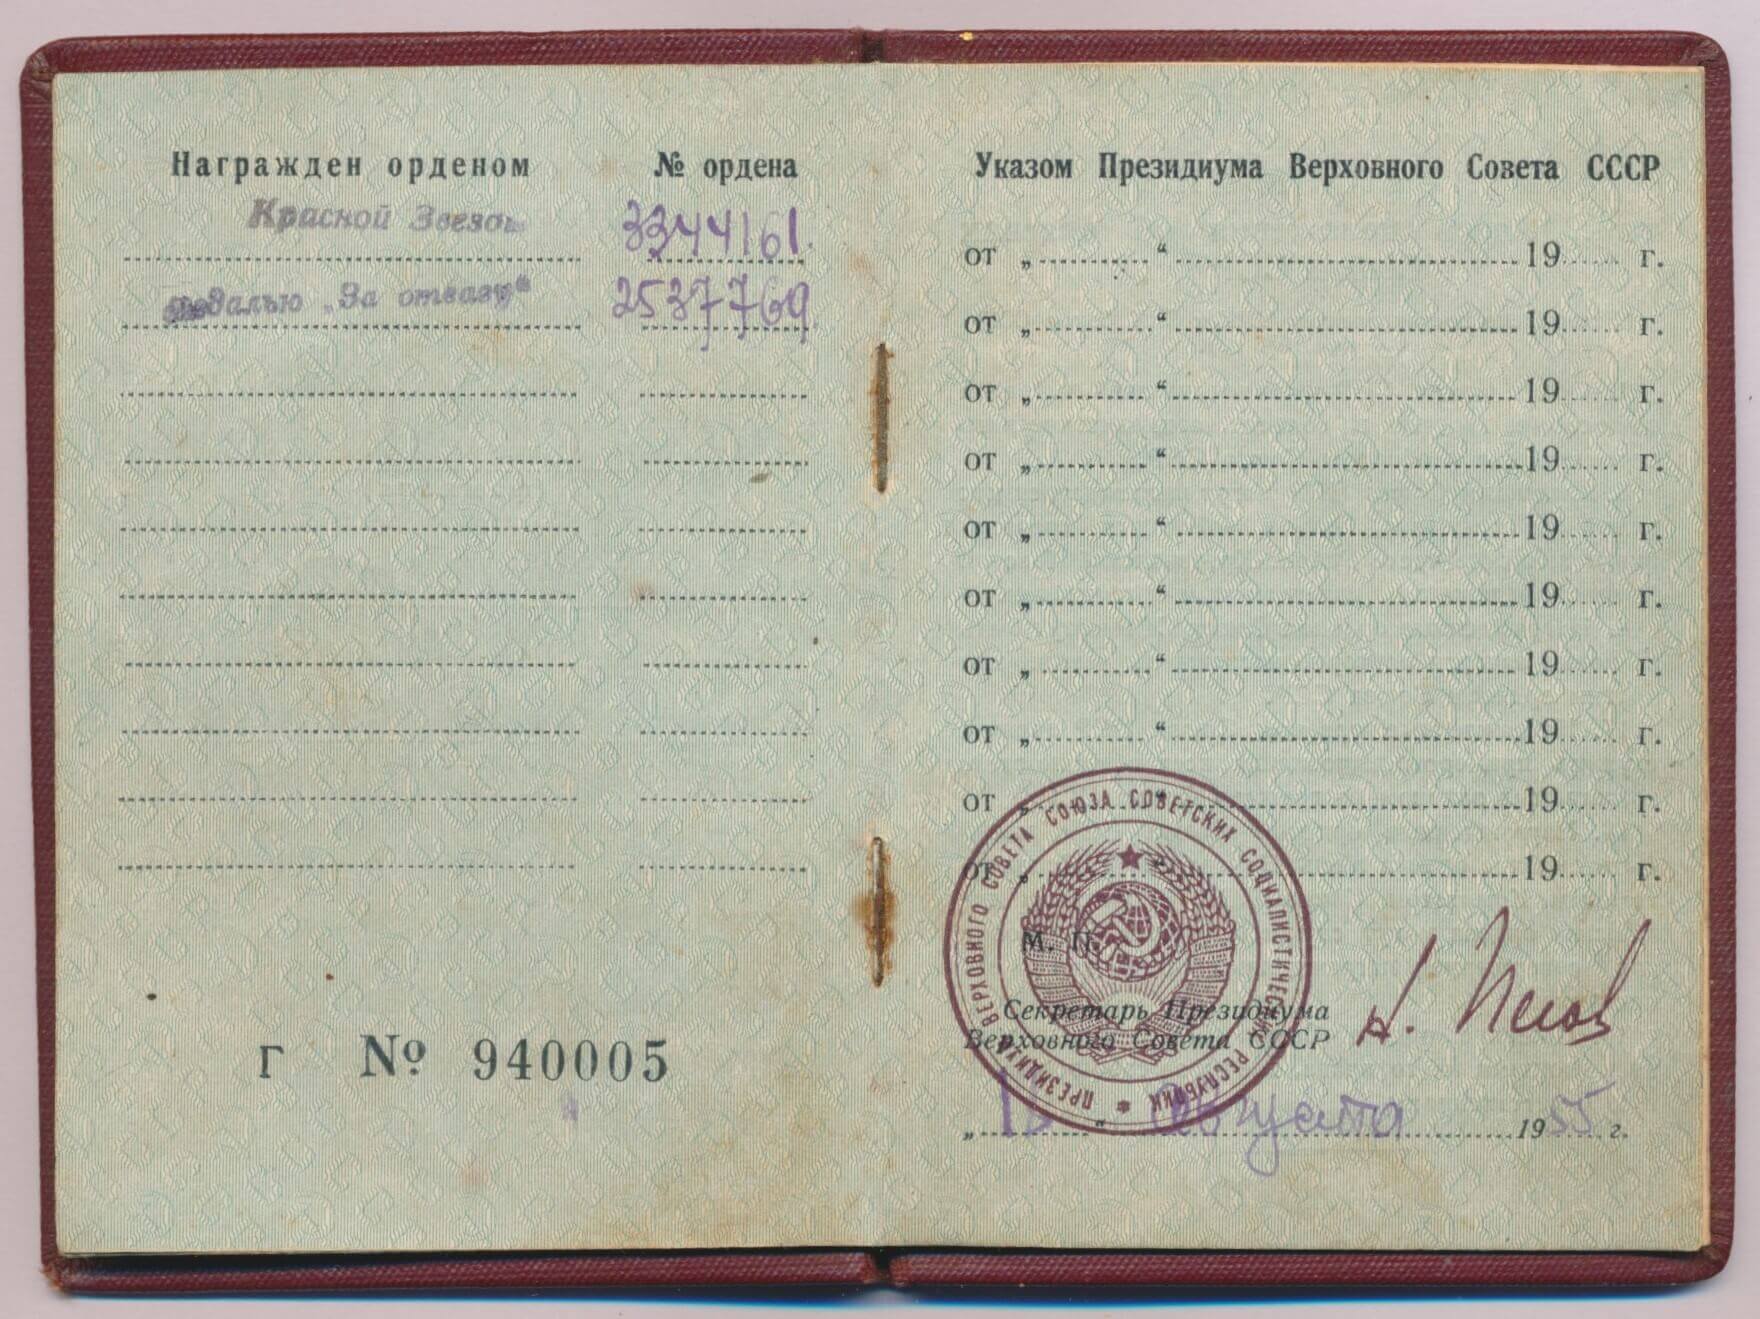 Награжден орденом № ордена
Красной Звезды 3344161.
медалью „За отвагу“ 2537769
Г № 940005
Указом Президиума Верховного Совета СССР
от „ “ 19 г.
от „ “ 19 г.
от „ “ 19 г.
от „ “ 19 г.
от „ “ 19 г.
от „ “ 19 г.
от „ “ 19 г.
от „ “ 19 г.
от „ “ 19 г.
от „ “ 19 г.
ПРЕЗИДИУМ ВЕРХОВНОГО СОВЕТА СОЮЗА СОВЕТСКИХ СОЦИАЛИСТИЧЕСКИХ РЕСПУБЛИК
М. П.
Секретарь Президиума
Верховного Совета СССР
„ “ августа 1955 г.